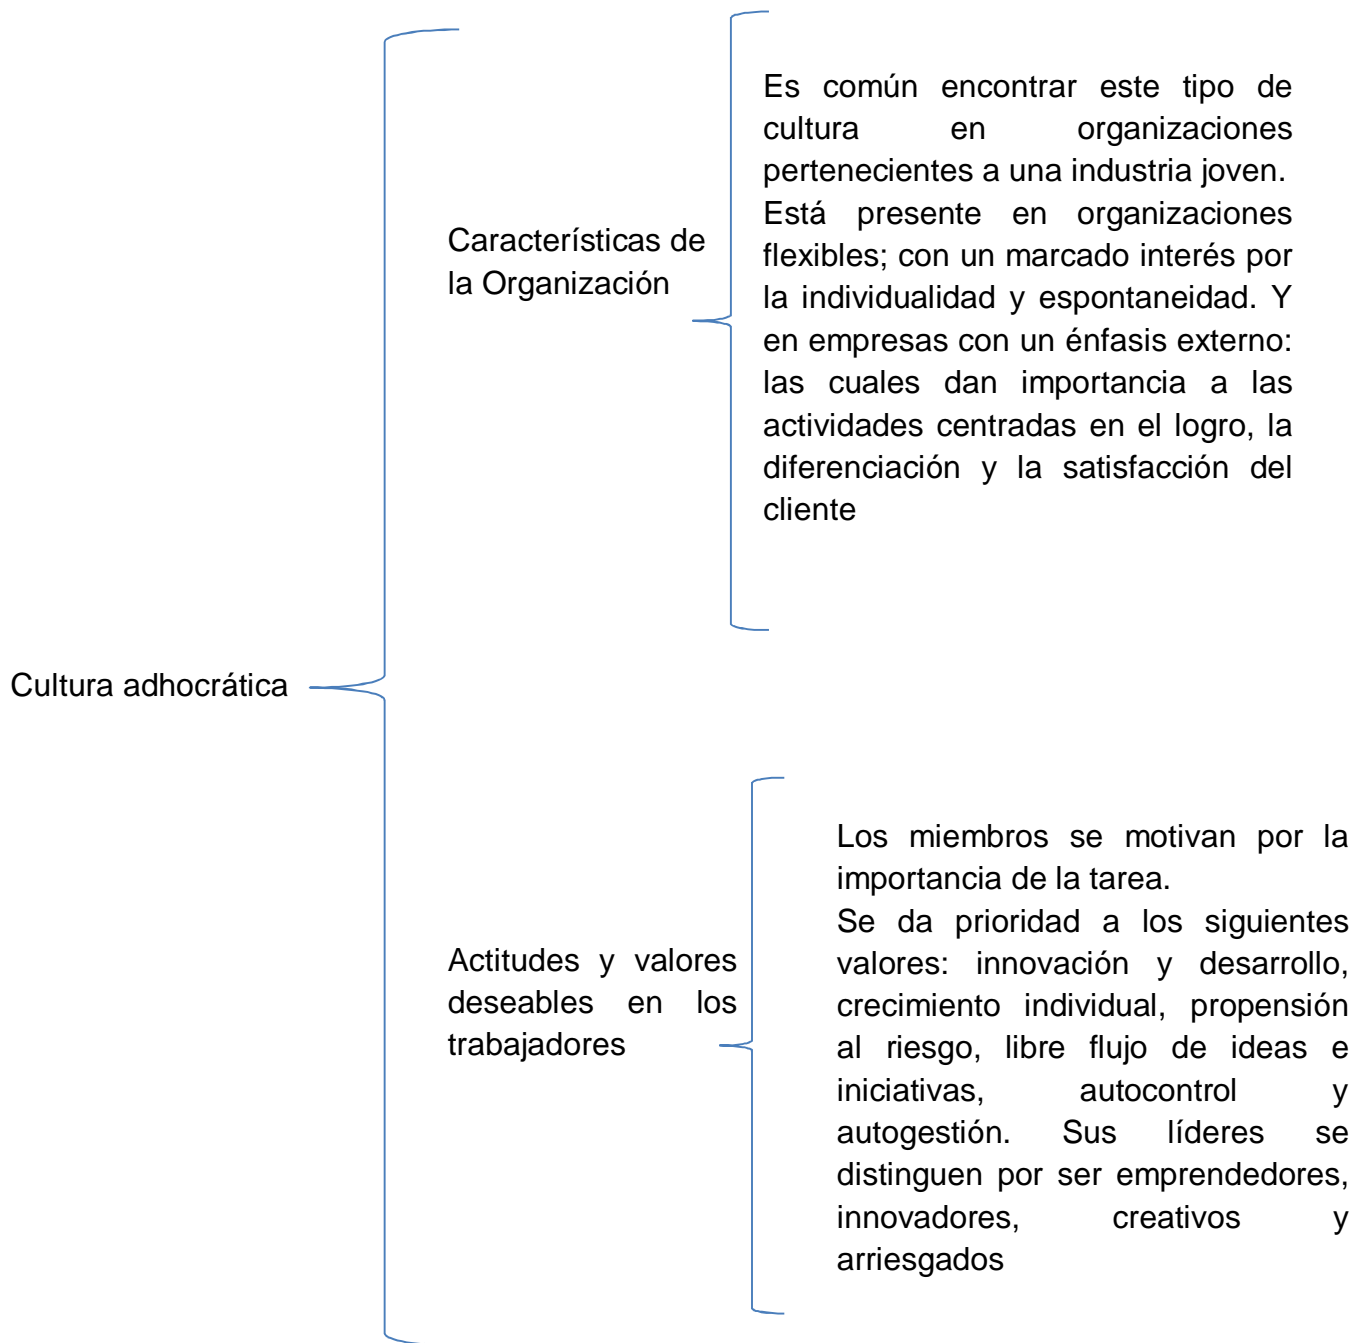 Cultura adhocrática
Características de
la Organización
Es común encontrar este tipo de
cultura en organizaciones
pertenecientes a una industria joven.
Está presente en organizaciones
flexibles; con un marcado interés por
la individualidad y espontaneidad. Y
en empresas con un énfasis externo:
las cuales dan importancia a las
actividades centradas en el logro, la
diferenciación y la satisfacción del
cliente
Actitudes y valores
deseables en los
trabajadores
Los miembros se motivan por la
importancia de la tarea.
Se da prioridad a los siguientes
valores: innovación y desarrollo,
crecimiento individual, propensión
al riesgo, libre flujo de ideas e
iniciativas, autocontrol y
autogestión. Sus líderes se
distinguen por ser emprendedores,
innovadores, creativos y
arriesgados